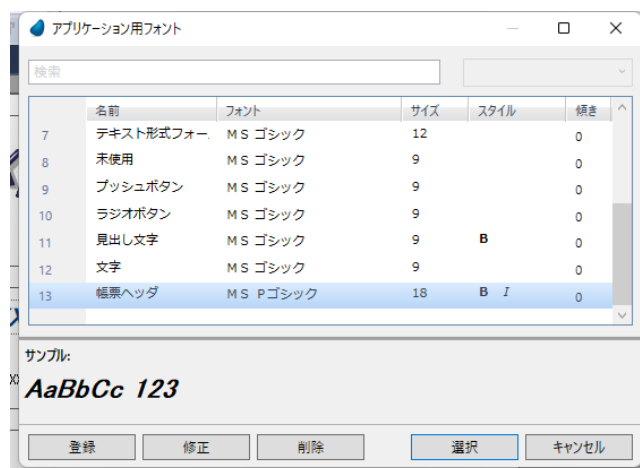 アプリケーション用フォント
検索
名前 フォント サイズ スタイル 傾き
7 テキスト形式フォー. ＭＳ ゴシック 12 0
8 未使用 ＭＳ ゴシック 9 0
9 プッシュボタン ＭＳ ゴシック 9 0
10 ラジオボタン ＭＳ ゴシック 9 0
11 見出し文字 ＭＳ ゴシック 9 B 0
12 文字 ＭＳ ゴシック 9 0
13 帳票ヘッダ ＭＳ Ｐゴシック 18 B I 0
サンプル:
AaBbCc 123
登録 修正 削除 選択 キャンセル